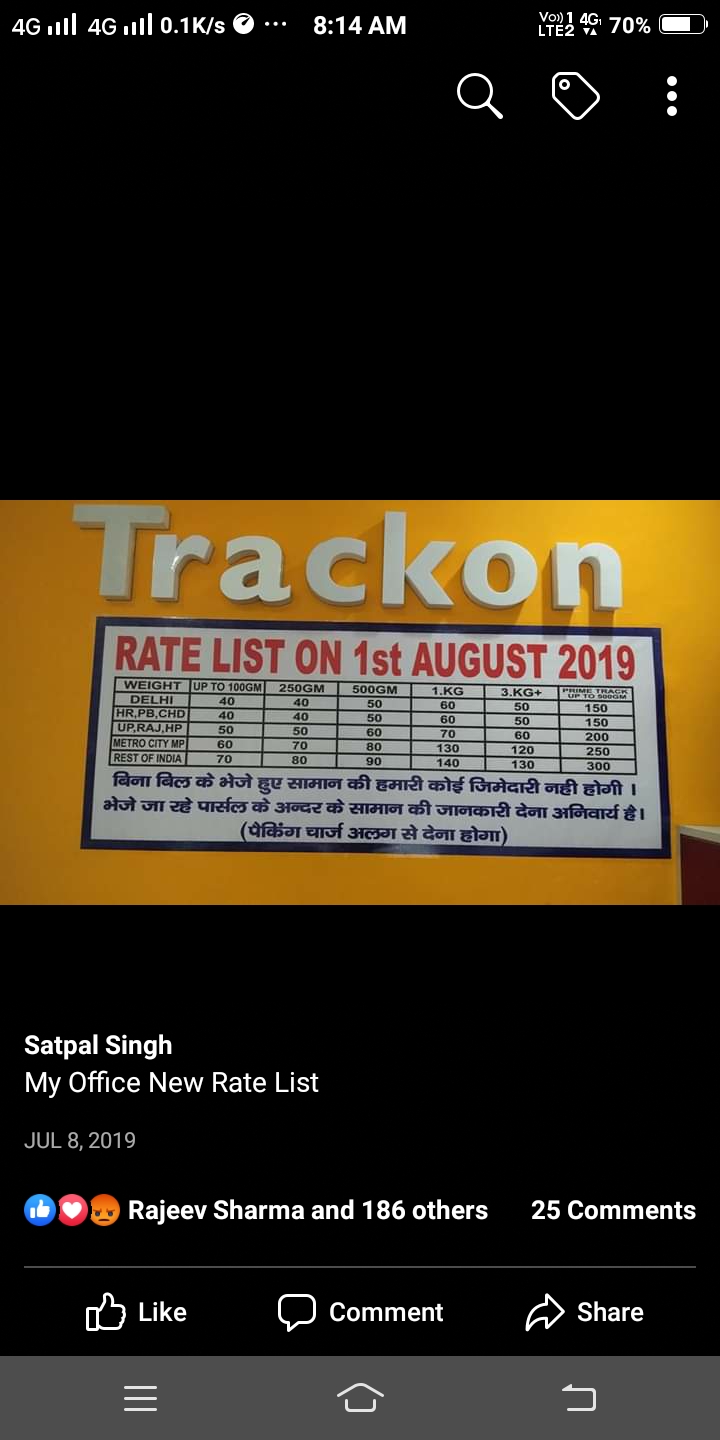 4G 4G 0.1K/s ... 8:14 AM Vo)) 1 LTE2 4G 70%
Trackon
RATE LIST ON 1st AUGUST 2019
WEIGHT UP TO 100GM 250GM 500GM 1.KG 3.KG+ PRIME TRACK UP TO 500GM
DELHI 40 40 50 60 50 150
HR,PB,CHD 40 40 50 60 50 150
UP,RAJ,HP 50 50 60 70 60 200
METRO CITY MP 60 70 80 130 120 250
REST OF INDIA 70 80 90 140 130 300
बिना बिल के भेजे हुए सामान की हमारी कोई जिमेदारी नही होगी ।
भेजे जा रहे पार्सल के अन्दर के सामान की जानकारी देना अनिवार्य है।
(पैकिंग चार्ज अलग से देना होगा)
Satpal Singh
My Office New Rate List
JUL 8, 2019
Rajeev Sharma and 186 others 25 Comments
Like Comment Share